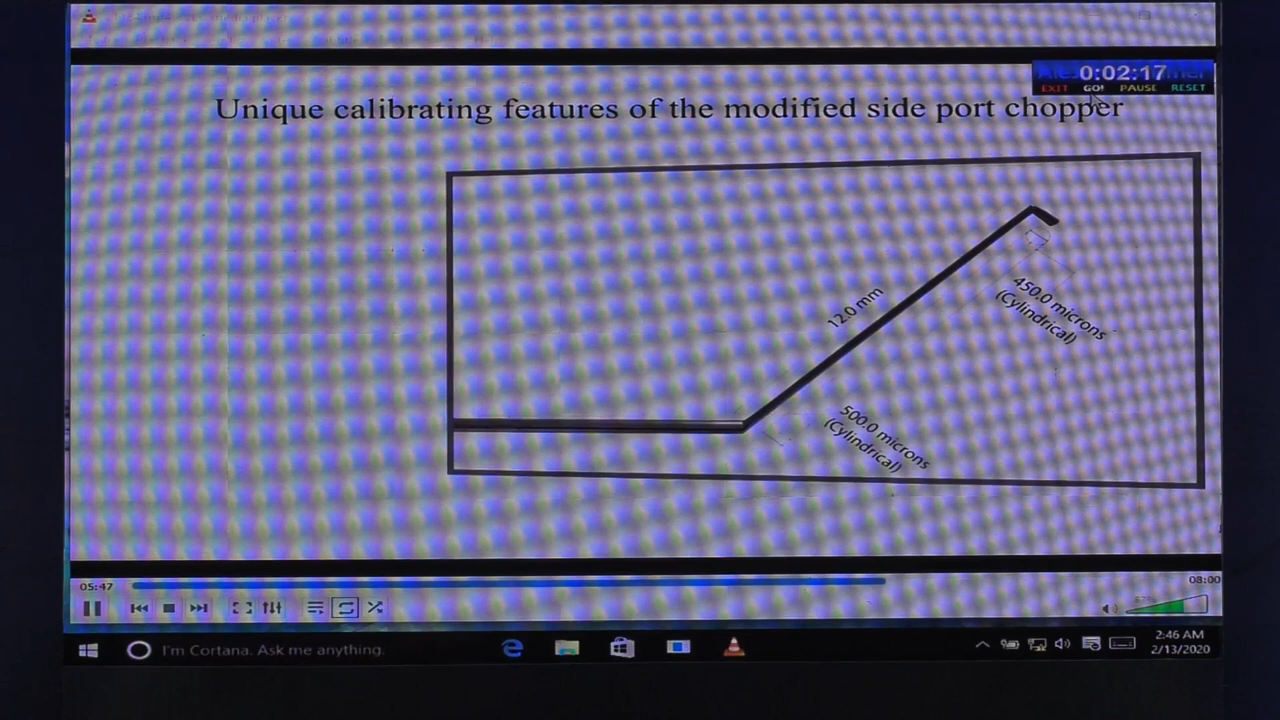 0:02:17
EXIT GO! PAUSE RESET
Unique calibrating features of the modified side port chopper
12.0 mm
450.0 microns
(Cylindrical)
500.0 microns
(Cylindrical)
05:47
08:00
I'm Cortana. Ask me anything.
2:46 AM
2/13/2020